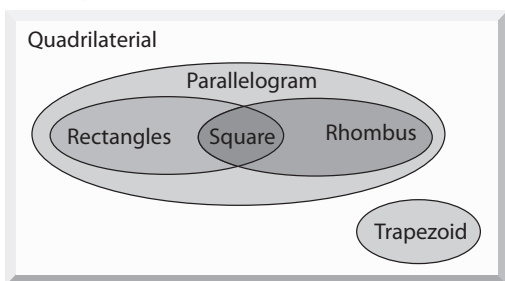 Quadrilaterial
Parallelogram
Rectangles Square Rhombus
Trapezoid